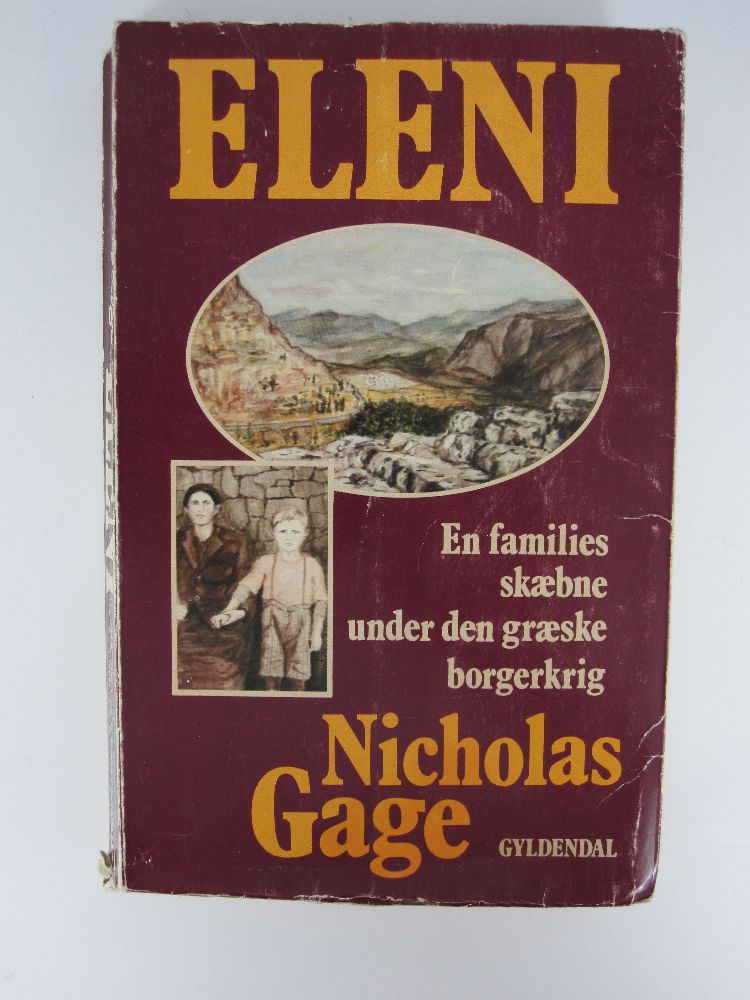 ELENI
En families
skæbne
under den græske
borgerkrig
Nicholas
Gage
GYLDENDAL